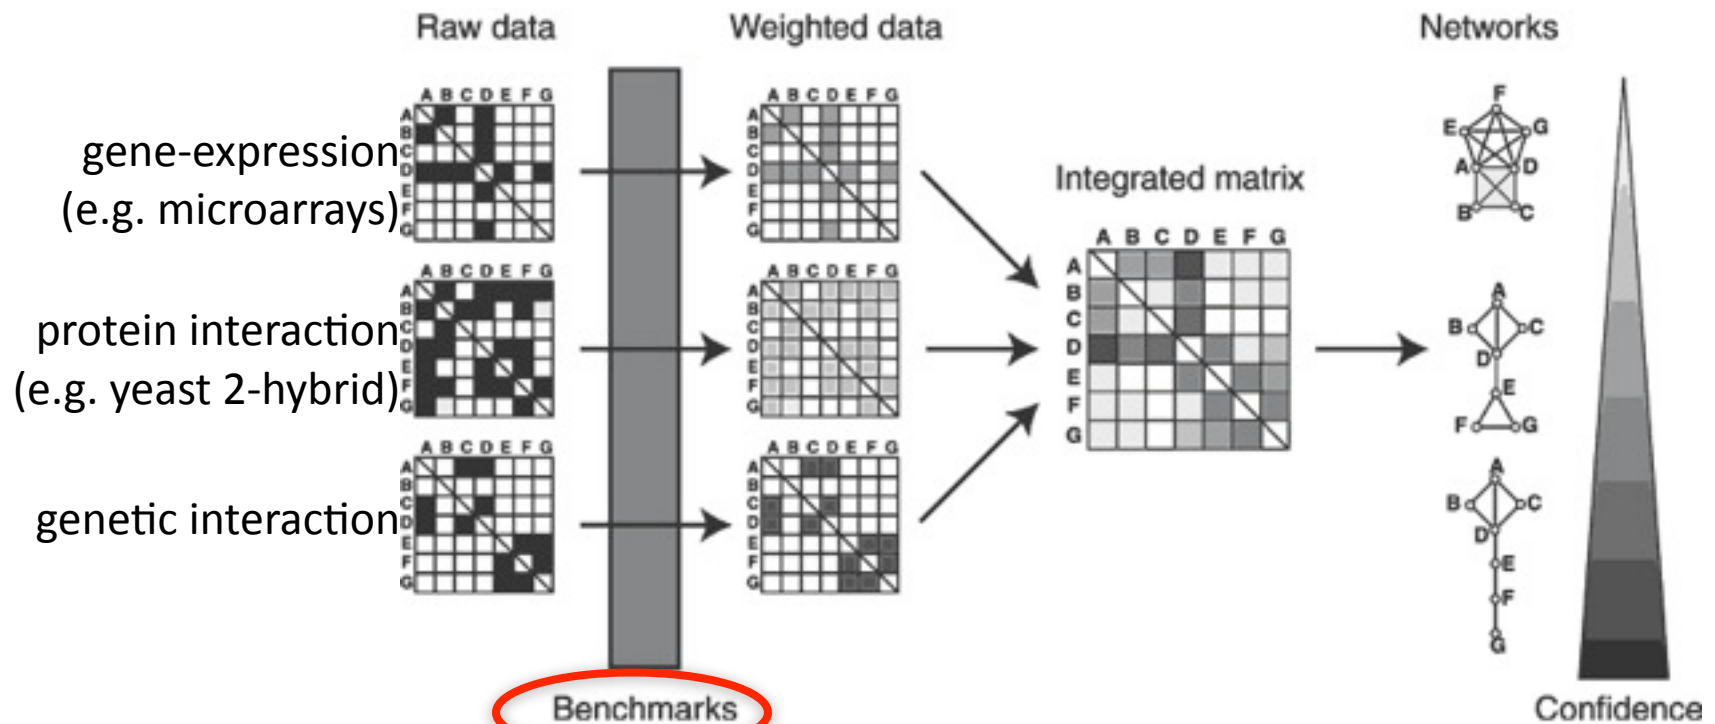 Raw data
Weighted data
Networks
gene-expression
(e.g. microarrays)
A B C D E F G
A
B
C
D
E
F
G
A B C D E F G
A
B
C
D
E
F
G
protein interaction
(e.g. yeast 2-hybrid)
A B C D E F G
A
B
C
D
E
F
G
A B C D E F G
A
B
C
D
E
F
G
genetic interaction
A B C D E F G
A
B
C
D
E
F
G
A B C D E F G
A
B
C
D
E
F
G
Integrated matrix
A B C D E F G
A
B
C
D
E
F
G
F
E G
A D
B C
A
B C
D
E
F G
A
B C
D
E
F
G
Benchmarks
Confidence